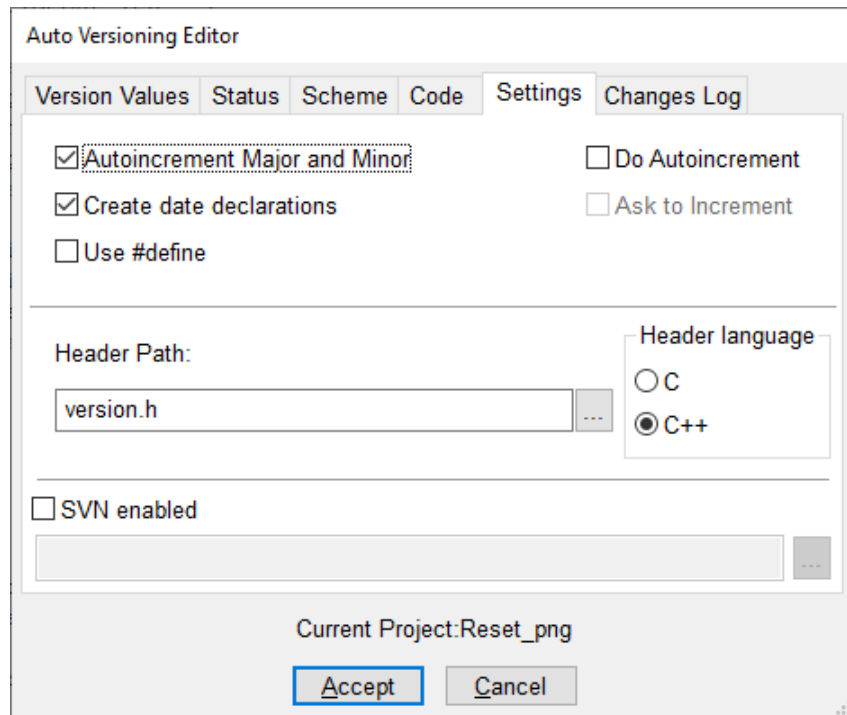 Auto Versioning Editor
Version Values Status Scheme Code Settings Changes Log
Autoincrement Major and Minor Do Autoincrement
Create date declarations Ask to Increment
Use #define
Header language
Header Path:
C
version.h ...
C++
SVN enabled
...
Current Project:Reset_png
Accept Cancel